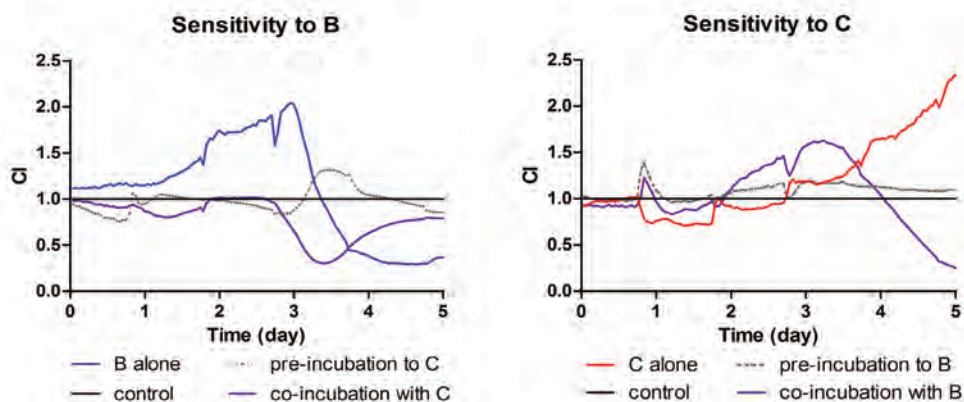 Sensitivity to B
2.5
2.0
1.5
1.0
0.5
0.0
CI
0 1 2 3 4 5
Time (day)
B alone pre-incubation to C
control co-incubation with C
Sensitivity to C
2.5
2.0
1.5
1.0
0.5
0.0
CI
0 1 2 3 4 5
Time (day)
C alone pre-incubation to B
control co-incubation with B